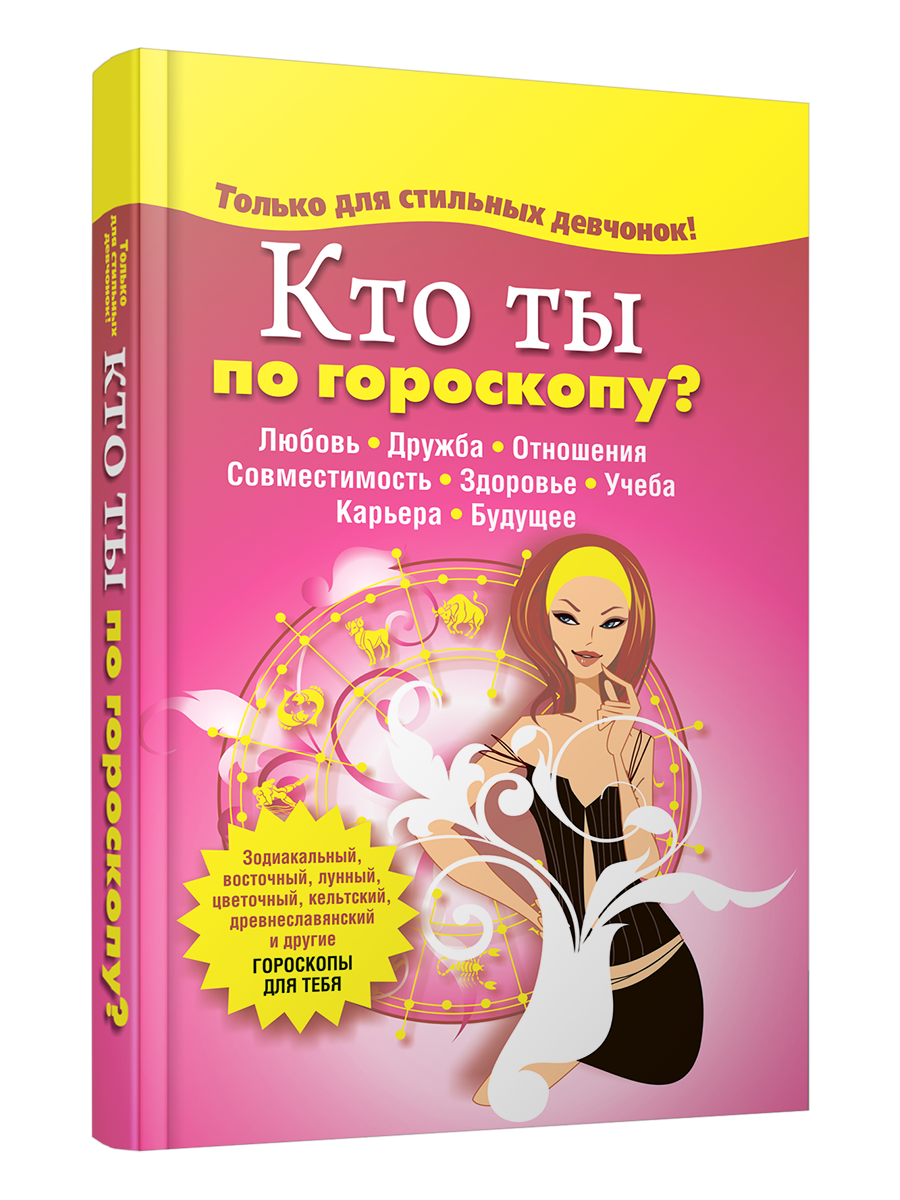 Только для стильных девчонок!
Кто ты
по гороскопу?
Любовь • Дружба • Отношения
Совместимость • Здоровье • Учеба
Карьера • Будущее
Зодиакальный,
восточный, лунный,
цветочный, кельтский,
древнеславянский
и другие
ГОРОСКОПЫ
ДЛЯ ТЕБЯ
Только
для стильных
девчонок!
КТО ТЫ по гороскопу?